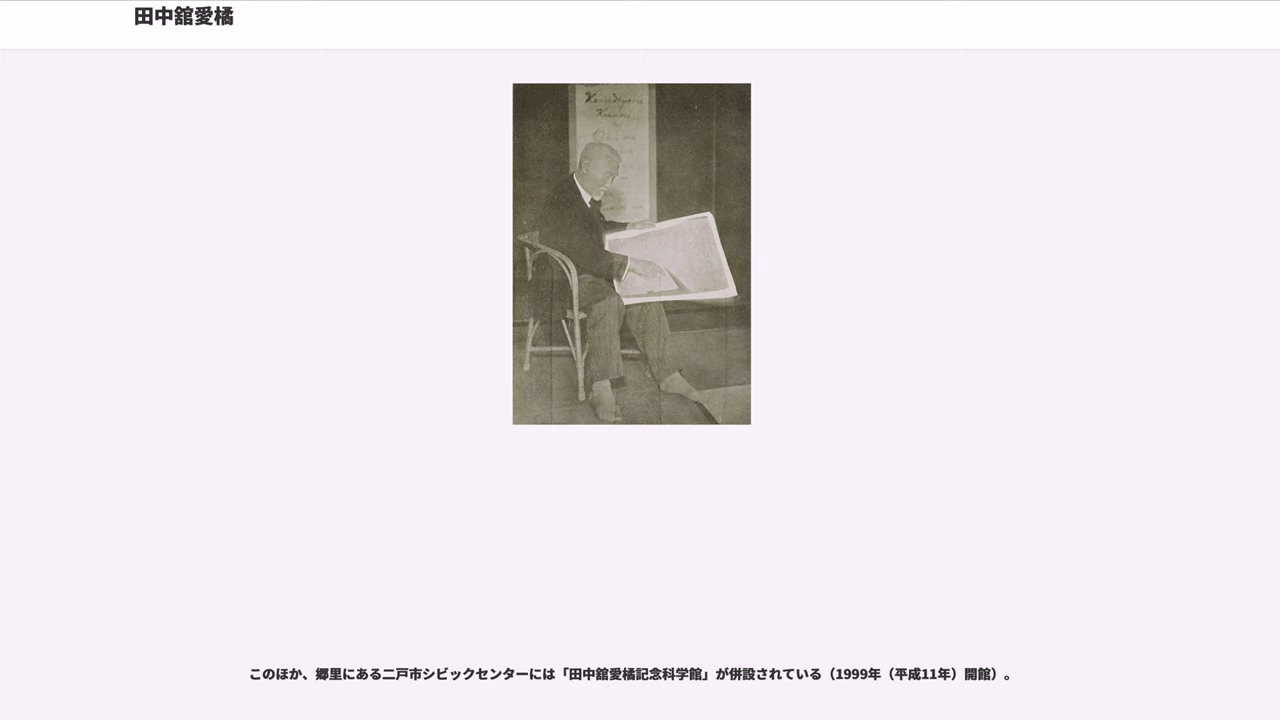 田中舘愛橘
このほか、郷里にある二戸市シビックセンターには「田中舘愛橘記念科学館」が併設されている（1999年（平成11年）開館）。